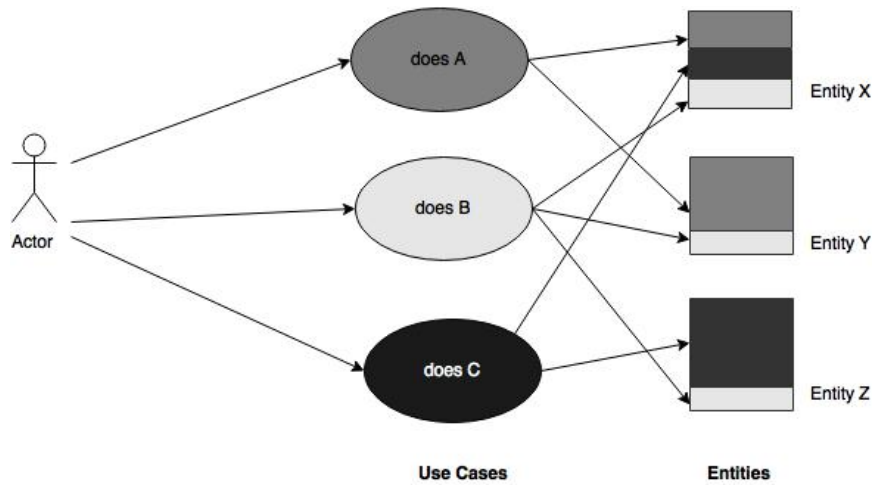 does A
Entity X
does B
Actor
Entity Y
does C
Entity Z
Use Cases
Entities